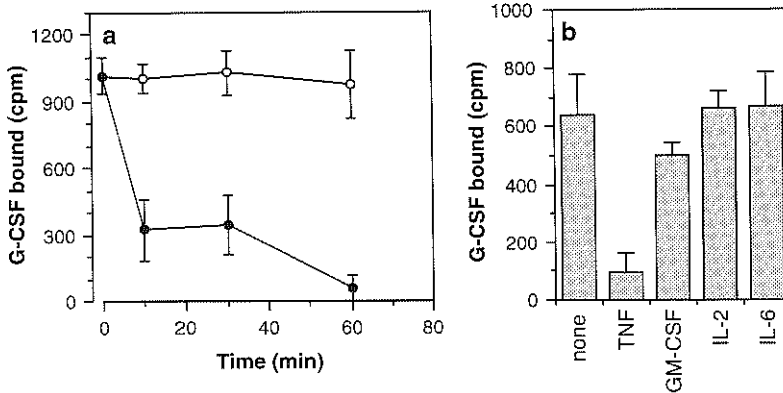 a
G-CSF bound (cpm)
1200
900
600
300
0
0
20
40
60
80
Time (min)
b
G-CSF bound (cpm)
1000
800
600
400
200
0
none
TNF
GM-CSF
IL-2
IL-6